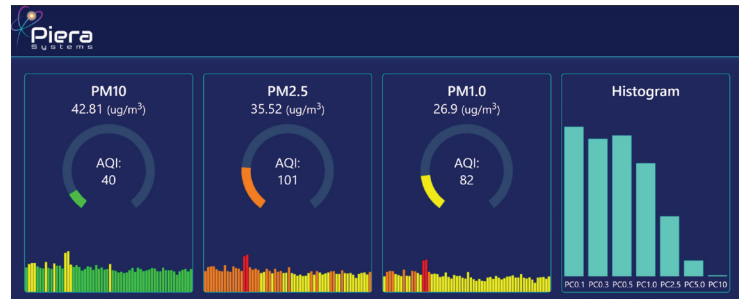 Piera
Systems
PM10
42.81 (ug/m³)
AQI:
40
PM2.5
35.52 (ug/m³)
AQI:
101
PM1.0
26.9 (ug/m³)
AQI:
82
Histogram
PC0.1 PC0.3 PC0.5 PC1.0 PC2.5 PC5.0 PC10